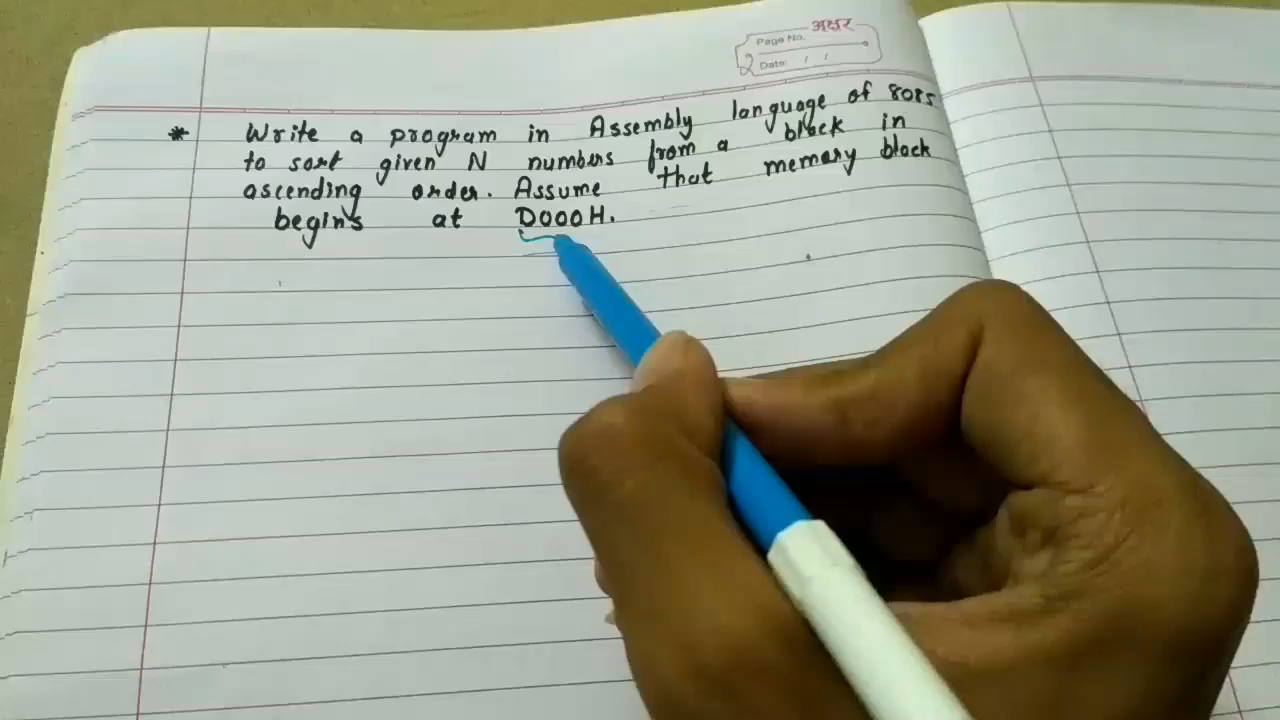 अक्षर
Page No.
2
Date: / /
* Write a program in Assembly language of 8085
to sort given N numbers from a block in
ascending order. Assume that memory block
begins at D000H.